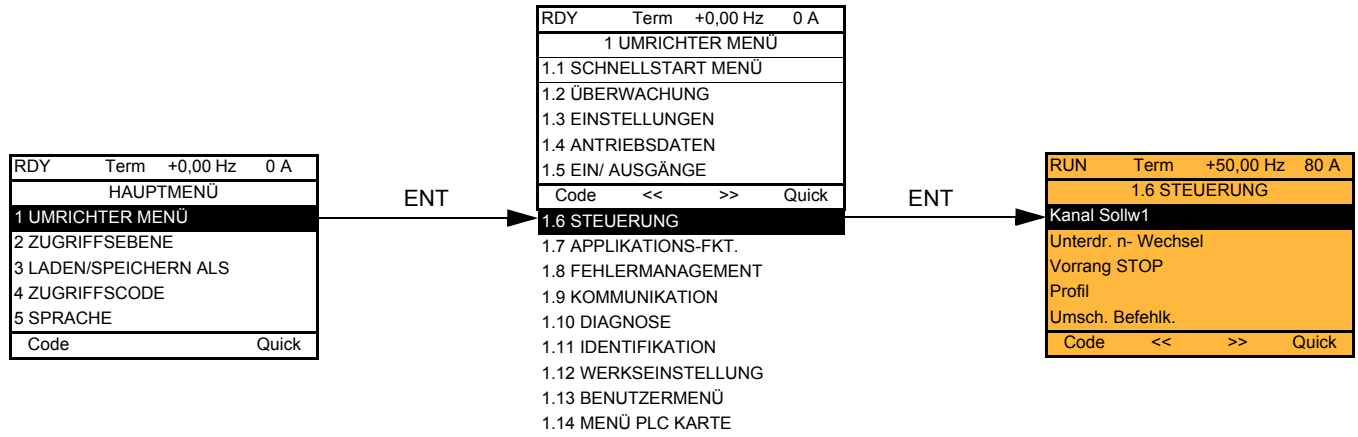 RDY Term +0,00 Hz 0 A
HAUPTMENÜ
1 UMRICHTER MENÜ
2 ZUGRIFFSEBENE
3 LADEN/SPEICHERN ALS
4 ZUGRIFFSCODE
5 SPRACHE
Code Quick
ENT
RDY Term +0,00 Hz 0 A
1 UMRICHTER MENÜ
1.1 SCHNELLSTART MENÜ
1.2 ÜBERWACHUNG
1.3 EINSTELLUNGEN
1.4 ANTRIEBSDATEN
1.5 EIN/ AUSGÄNGE
Code << >> Quick
1.6 STEUERUNG
1.7 APPLIKATIONS-FKT.
1.8 FEHLERMANAGEMENT
1.9 KOMMUNIKATION
1.10 DIAGNOSE
1.11 IDENTIFIKATION
1.12 WERKSEINSTELLUNG
1.13 BENUTZERMENÜ
1.14 MENÜ PLC KARTE
ENT
RUN Term +50,00 Hz 80 A
1.6 STEUERUNG
Kanal Sollw1
Unterdr. n- Wechsel
Vorrang STOP
Profil
Umsch. Befehlk.
Code << >> Quick